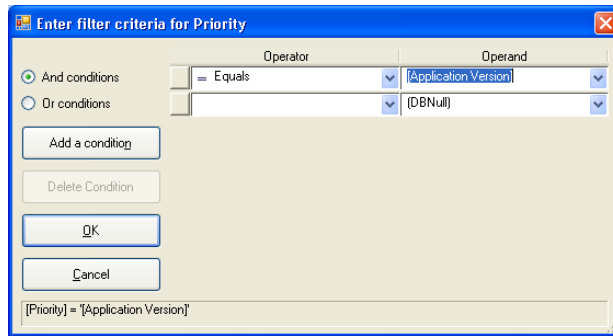 Enter filter criteria for Priority
Operator Operand
And conditions = Equals [Application Version]
Or conditions (DBNull)
Add a condition
Delete Condition
OK
Cancel
[Priority] = '[Application Version]'